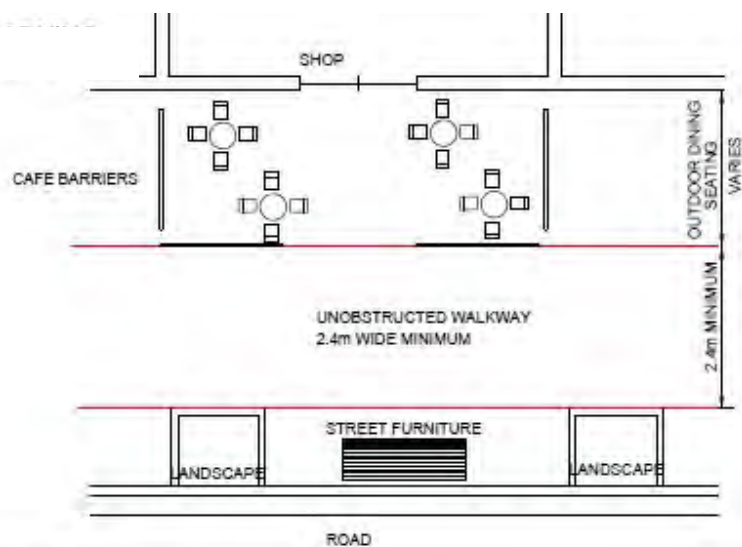 SHOP
CAFE BARRIERS
OUTDOOR DINING
SEATING
VARIES
UNOBSTRUCTED WALKWAY
2.4m WIDE MINIMUM
2.4m MINIMUM
STREET FURNITURE
LANDSCAPE
LANDSCAPE
ROAD